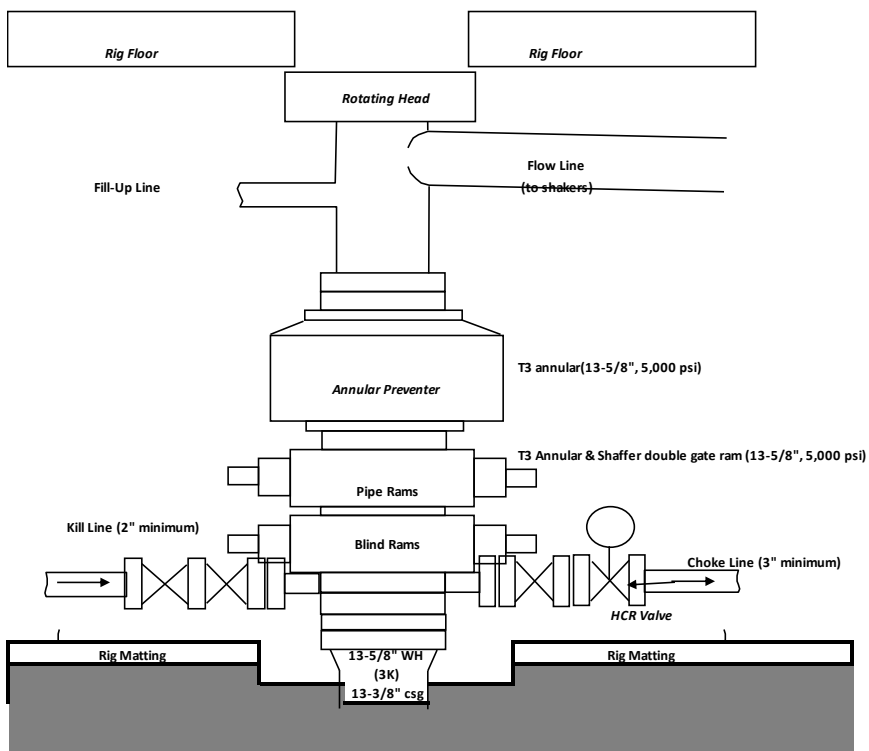 Rig Floor
Rig Floor
Rotating Head
Flow Line
(to shakers)
Fill-Up Line
T3 annular(13-5/8", 5,000 psi)
Annular Preventer
T3 Annular & Shaffer double gate ram (13-5/8", 5,000 psi)
Pipe Rams
Kill Line (2" minimum)
Blind Rams
Choke Line (3" minimum)
HCR Valve
Rig Matting
13-5/8" WH
(3K)
13-3/8" csg
Rig Matting